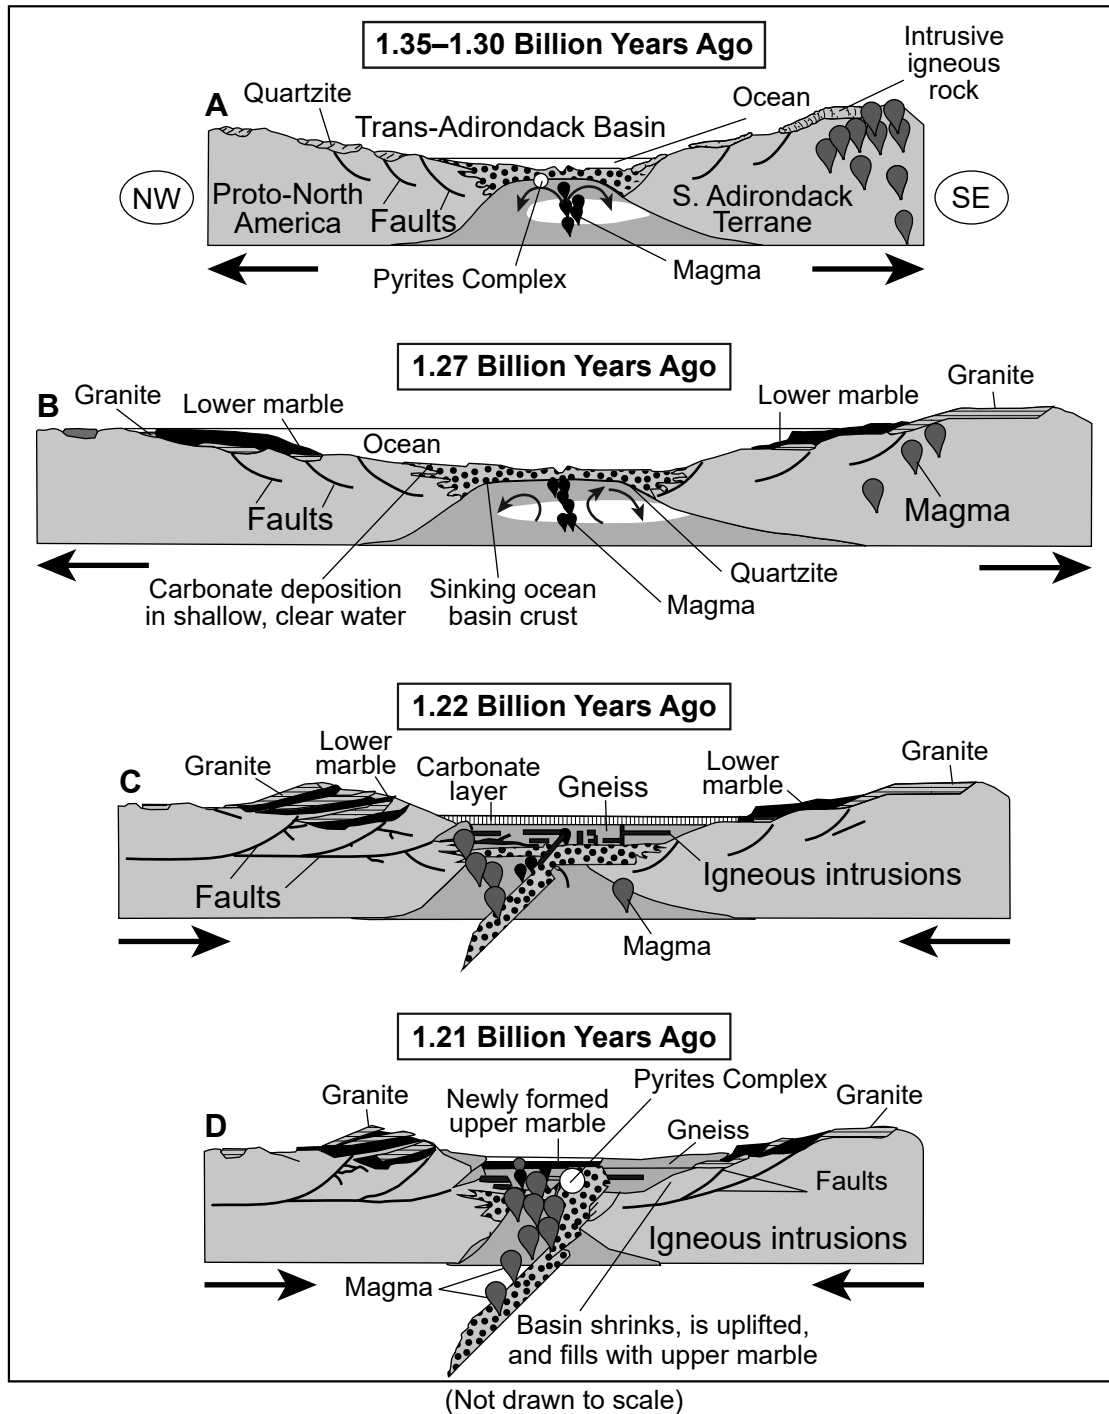 1.35–1.30 Billion Years Ago
A
Quartzite
Trans-Adirondack Basin
Ocean
Intrusive
igneous
rock
NW
Proto-North
America
Faults
S. Adirondack
Terrane
SE
Pyrites Complex
Magma
1.27 Billion Years Ago
B
Granite
Lower marble
Ocean
Lower marble
Granite
Faults
Magma
Carbonate deposition
in shallow, clear water
Sinking ocean
basin crust
Magma
Quartzite
1.22 Billion Years Ago
C
Granite
Lower
marble
Carbonate
layer
Gneiss
Lower
marble
Granite
Faults
Igneous intrusions
Magma
1.21 Billion Years Ago
D
Granite
Newly formed
upper marble
Pyrites Complex
Gneiss
Granite
Faults
Igneous intrusions
Magma
Basin shrinks, is uplifted,
and fills with upper marble
(Not drawn to scale)